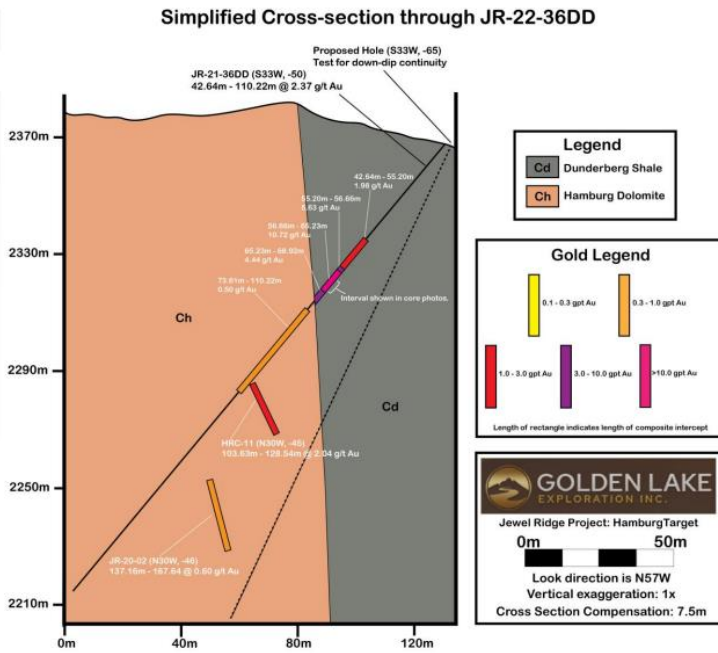 Simplified Cross-section through JR-22-36DD
Proposed Hole (S33W, -65)
Test for down-dip continuity
JR-21-36DD (S33W, -50)
42.64m - 110.22m @ 2.37 g/t Au
2370m
2330m
2290m
2250m
2210m
0m
40m
80m
120m
42.64m - 55.20m
1.98 g/t Au
55.20m - 56.66m
5.63 g/t Au
56.66m - 65.23m
10.72 g/t Au
65.23m - 68.92m
4.44 g/t Au
73.61m - 110.22m
0.50 g/t Au
Interval shown in core photos.
Ch
Cd
HRC-11 (N30W, -45)
103.63m - 128.54m @ 2.04 g/t Au
JR-20-02 (N30W, -46)
137.16m - 167.64 @ 0.60 g/t Au
Legend
Cd Dunderberg Shale
Ch Hamburg Dolomite
Gold Legend
0.1 - 0.3 gpt Au
0.3 - 1.0 gpt Au
1.0 - 3.0 gpt Au
3.0 - 10.0 gpt Au
>10.0 gpt Au
Length of rectangle indicates length of composite intercept
GOLDEN LAKE
EXPLORATION INC.
Jewel Ridge Project: HamburgTarget
0m 50m
Look direction is N57W
Vertical exaggeration: 1x
Cross Section Compensation: 7.5m